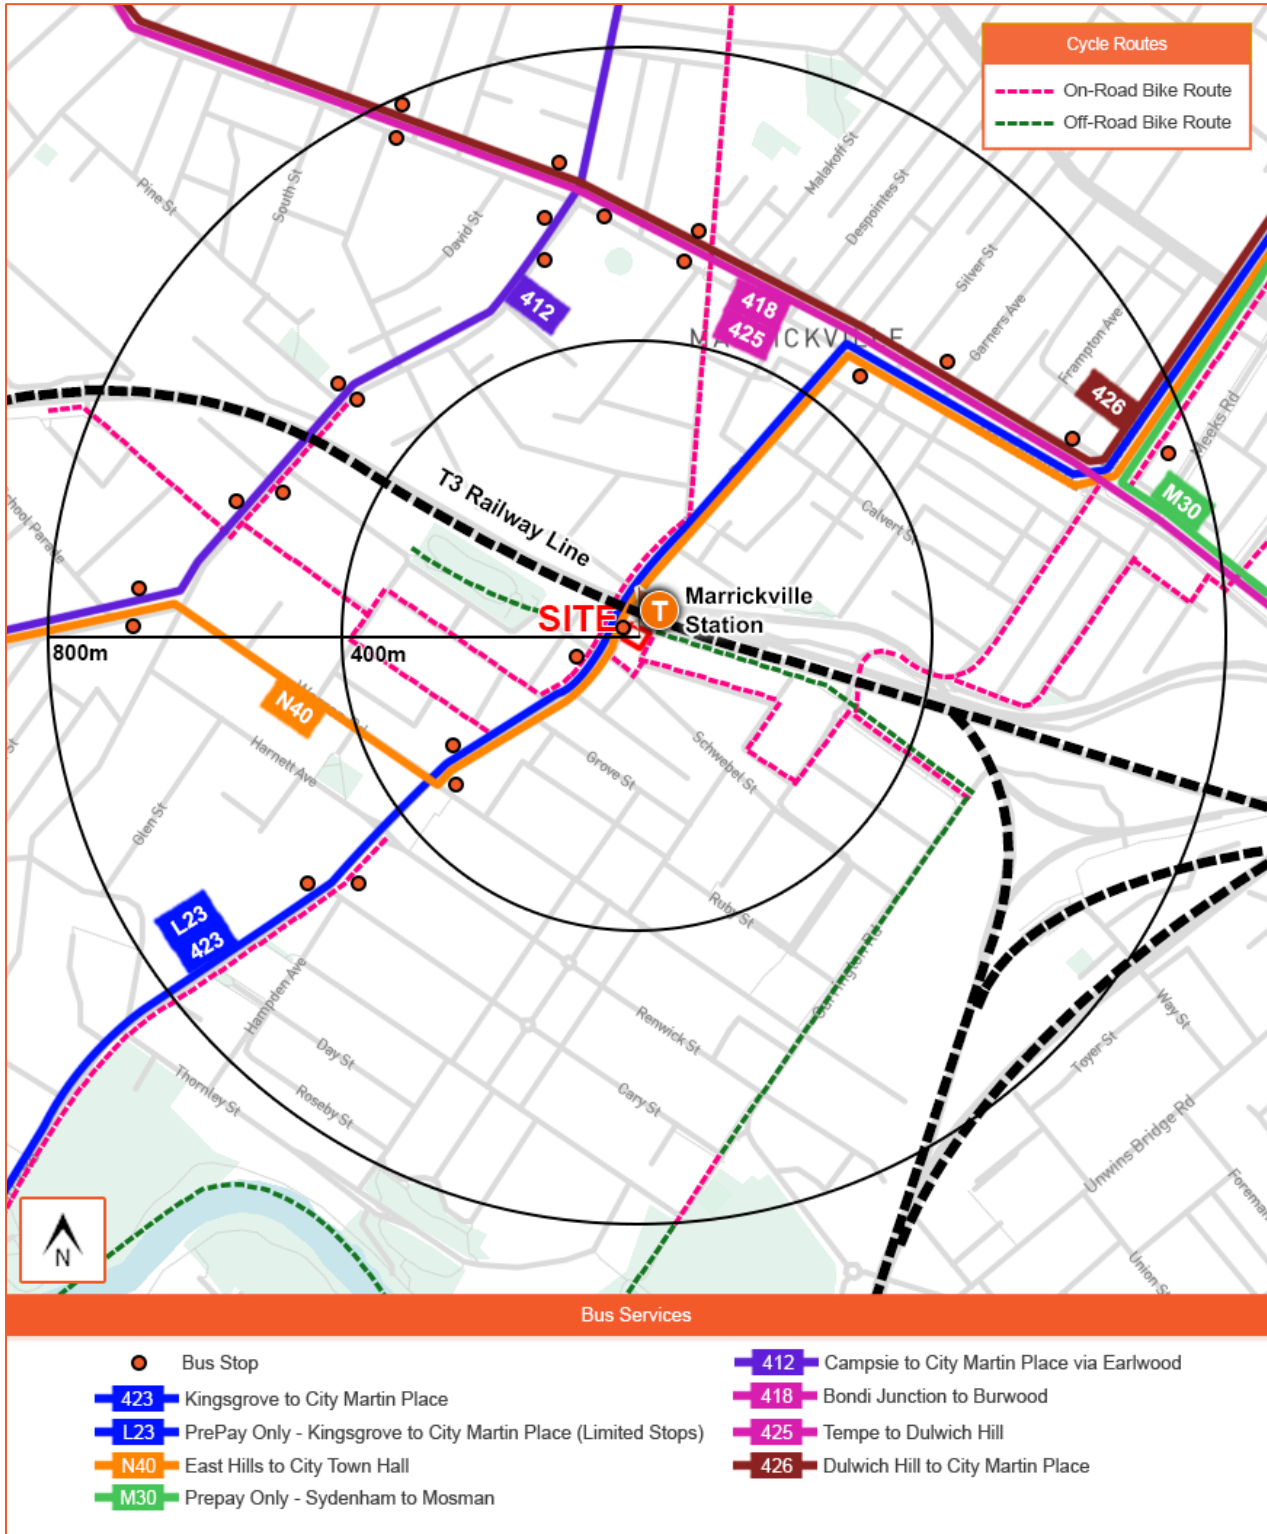 Cycle Routes
On-Road Bike Route
Off-Road Bike Route
Pine St
South St
David St
Malakoff St
Despointes St
Silver St
Garners Ave
Frampton Ave
Meeks Rd
412
418
425
MARRICKVILLE
426
M30
Calvert St
T3 Railway Line
School Parade
SITE
T
Marrickville
Station
800m
400m
N40
Harnett Ave
Glen St
St
Grove St
Schwebel St
L23
423
Ruby St
Carrington Rd
Hampden Ave
Day St
Renwick St
Thornley St
Roseby St
Cary St
Way St
Toyer St
Unwins Bridge Rd
Union St
N
Bus Services
Bus Stop
423 Kingsgrove to City Martin Place
L23 PrePay Only - Kingsgrove to City Martin Place (Limited Stops)
N40 East Hills to City Town Hall
M30 Prepay Only - Sydenham to Mosman
412 Campsie to City Martin Place via Earlwood
418 Bondi Junction to Burwood
425 Tempe to Dulwich Hill
426 Dulwich Hill to City Martin Place